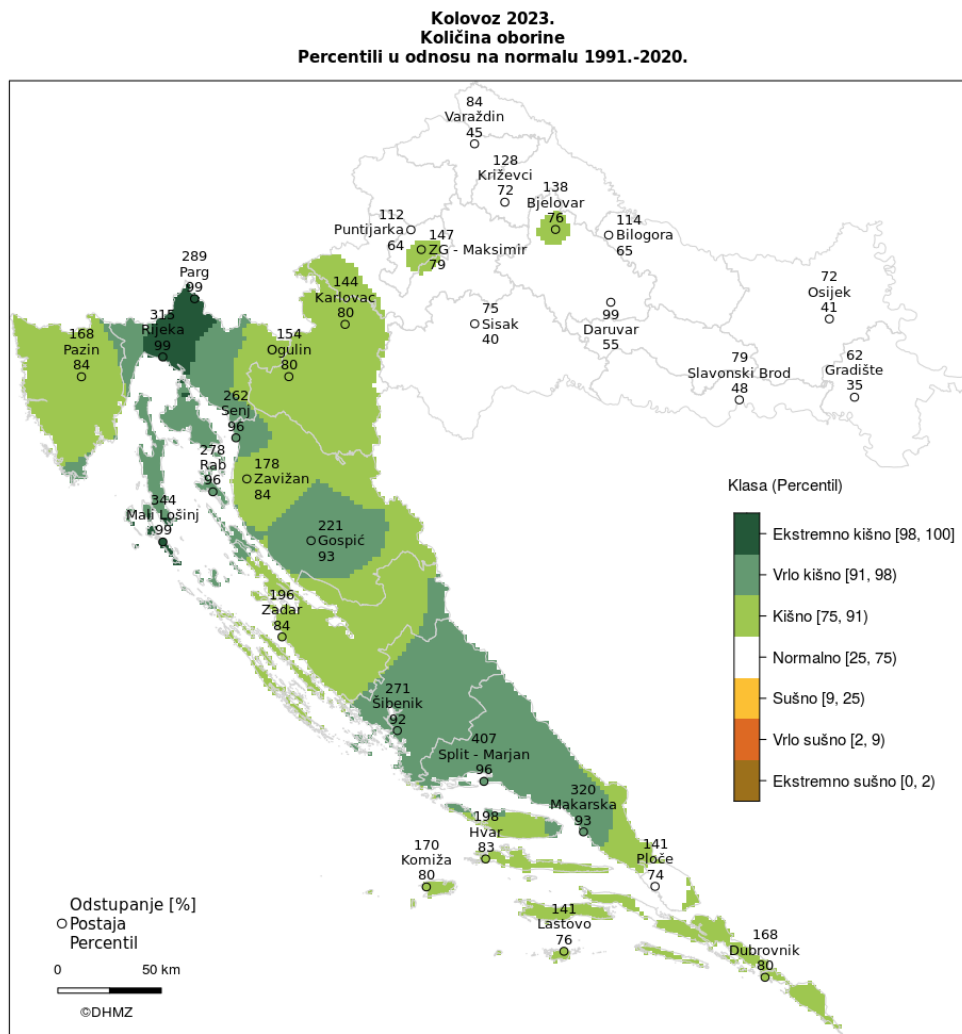 Kolovoz 2023.
Količina oborine
Percentili u odnosu na normalu 1991.-2020.
84
Varaždin
45
128
Križevci
72
138
Bjelovar
76
112
Puntijarka
64
147
ZG - Maksimir
79
114
Bilogora
65
289
Parg
99
144
Karlovac
80
72
Osijek
41
315
Rijeka
99
75
Sisak
40
99
Daruvar
55
168
Pazin
84
154
Ogulin
80
79
Slavonski Brod
48
62
Gradište
35
262
Senj
96
278
Rab
96
178
Zavižan
84
344
Mali Lošinj
99
221
Gospić
93
196
Zadar
84
271
Šibenik
92
407
Split - Marjan
96
320
Makarska
93
198
Hvar
83
170
Komiža
80
141
Ploče
74
141
Lastovo
76
168
Dubrovnik
80
Klasa (Percentil)
Ekstremno kišno [98, 100]
Vrlo kišno [91, 98)
Kišno [75, 91)
Normalno [25, 75)
Sušno [9, 25)
Vrlo sušno [2, 9)
Ekstremno sušno [0, 2)
Odstupanje [%]
Postaja
Percentil
0 50 km
©DHMZ